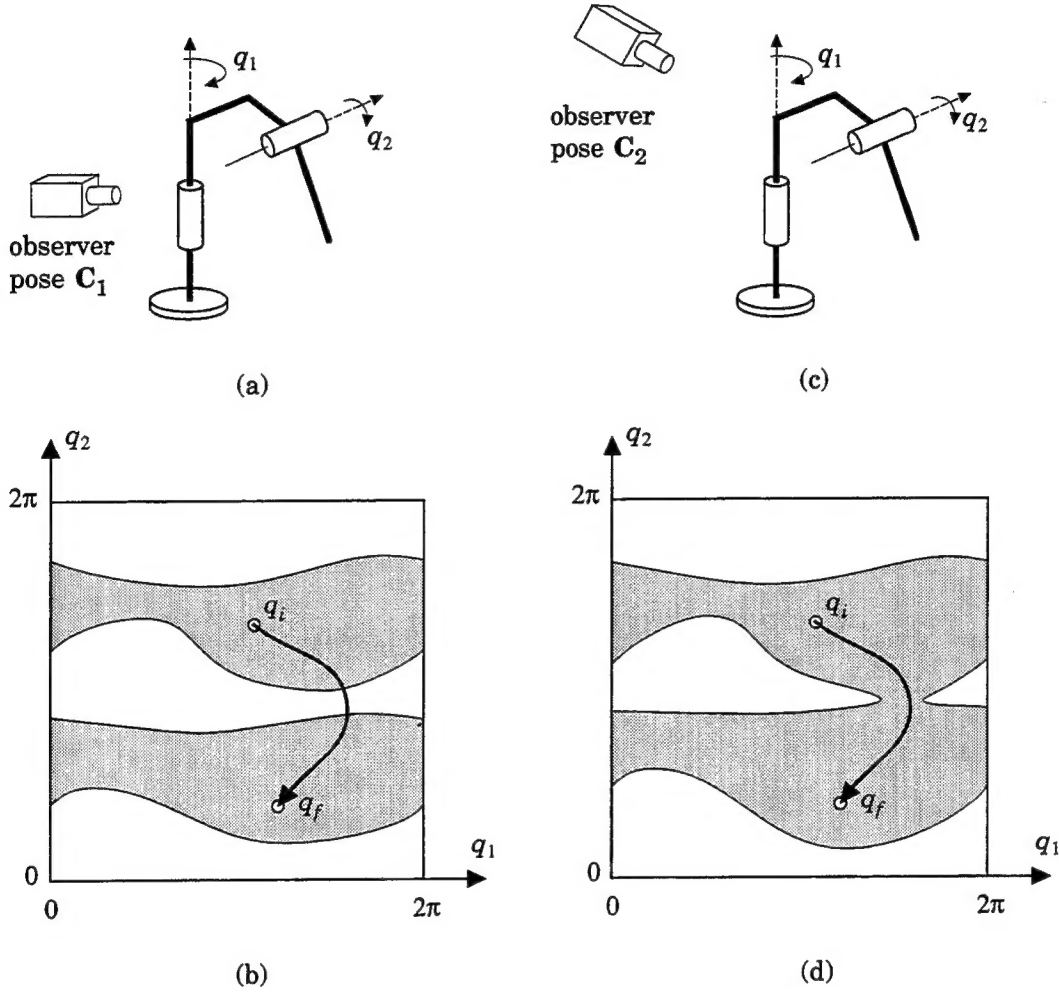 q1
q2
observer
pose C1
(a)
q1
q2
observer
pose C2
(c)
q2
2π
qi
qf
0
0
2π
q1
(b)
q2
2π
qi
qf
0
0
2π
q1
(d)